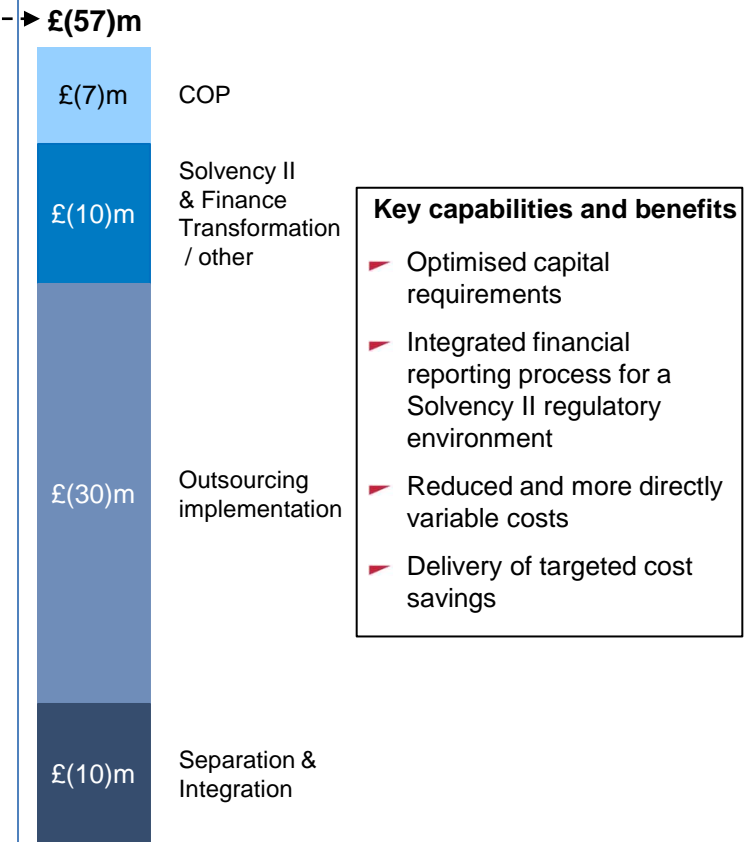 £(57)m
£(7)m
COP
£(10)m
Solvency II
& Finance
Transformation
/ other
£(30)m
Outsourcing
implementation
£(10)m
Separation &
Integration
Key capabilities and benefits
Optimised capital
requirements
Integrated financial
reporting process for a
Solvency II regulatory
environment
Reduced and more directly
variable costs
Delivery of targeted cost
savings